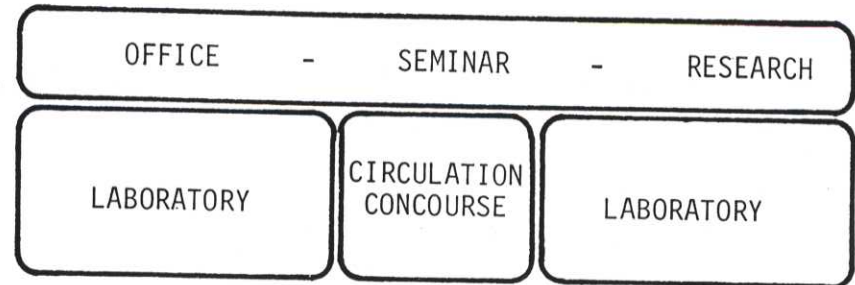 OFFICE - SEMINAR - RESEARCH
LABORATORY
CIRCULATION
CONCOURSE
LABORATORY